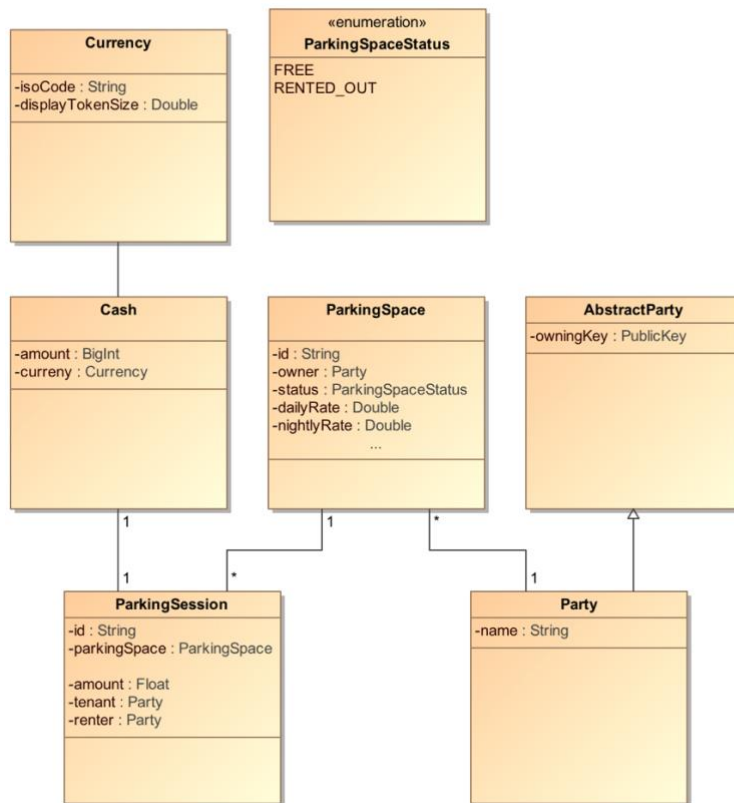 Currency
-isoCode : String
-displayTokenSize : Double
«enumeration»
ParkingSpaceStatus
FREE
RENTED_OUT
Cash
-amount : BigInt
-curreny : Currency
ParkingSpace
-id : String
-owner : Party
-status : ParkingSpaceStatus
-dailyRate : Double
-nightlyRate : Double
...
AbstractParty
-owningKey : PublicKey
1
1
*
1
*
1
ParkingSession
-id : String
-parkingSpace : ParkingSpace
-amount : Float
-tenant : Party
-renter : Party
Party
-name : String